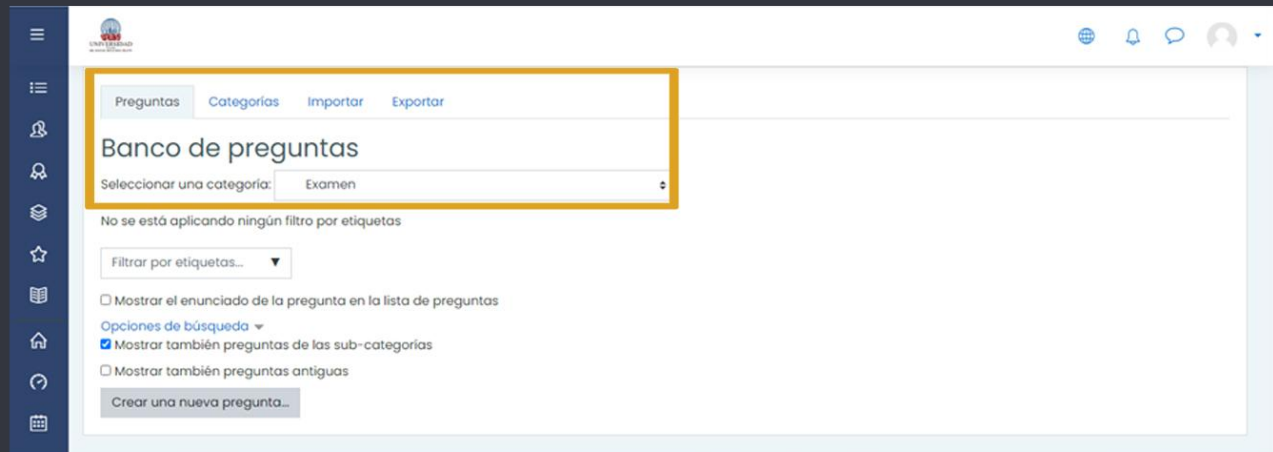 UNIVERSIDAD
Preguntas Categorías Importar Exportar
Banco de preguntas
Seleccionar una categoría: Examen
No se está aplicando ningún filtro por etiquetas
Filtrar por etiquetas... ▼
Mostrar el enunciado de la pregunta en la lista de preguntas
Opciones de búsqueda
Mostrar también preguntas de las sub-categorías
Mostrar también preguntas antiguas
Crear una nueva pregunta...